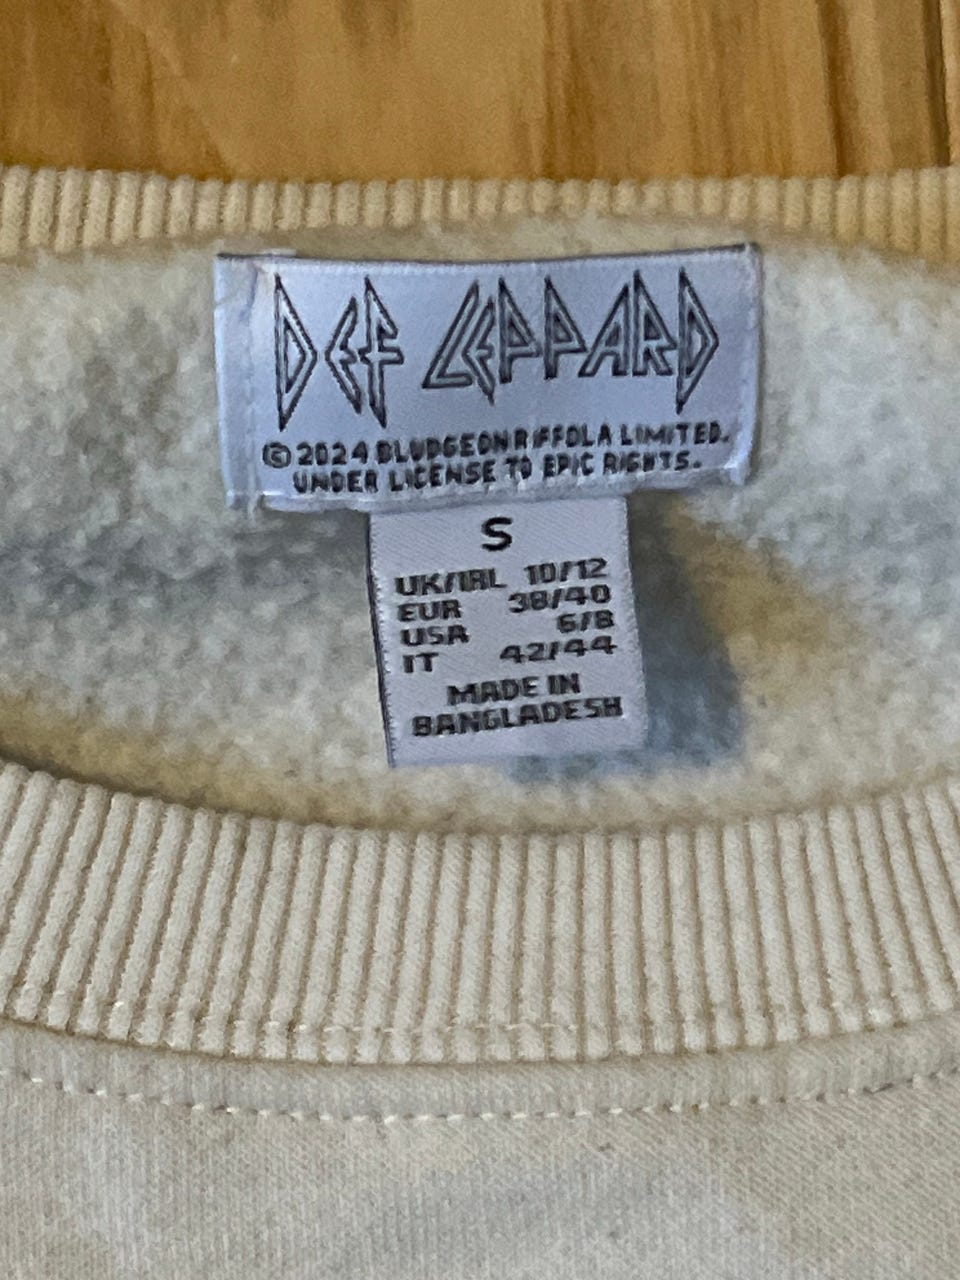 DEF LEPPARD
© 2024 BLUDGEON RIFFOLA LIMITED.
UNDER LICENSE TO EPIC RIGHTS.
S
UK/IRL 10/12
EUR 38/40
USA 6/8
IT 42/44
MADE IN
BANGLADESH